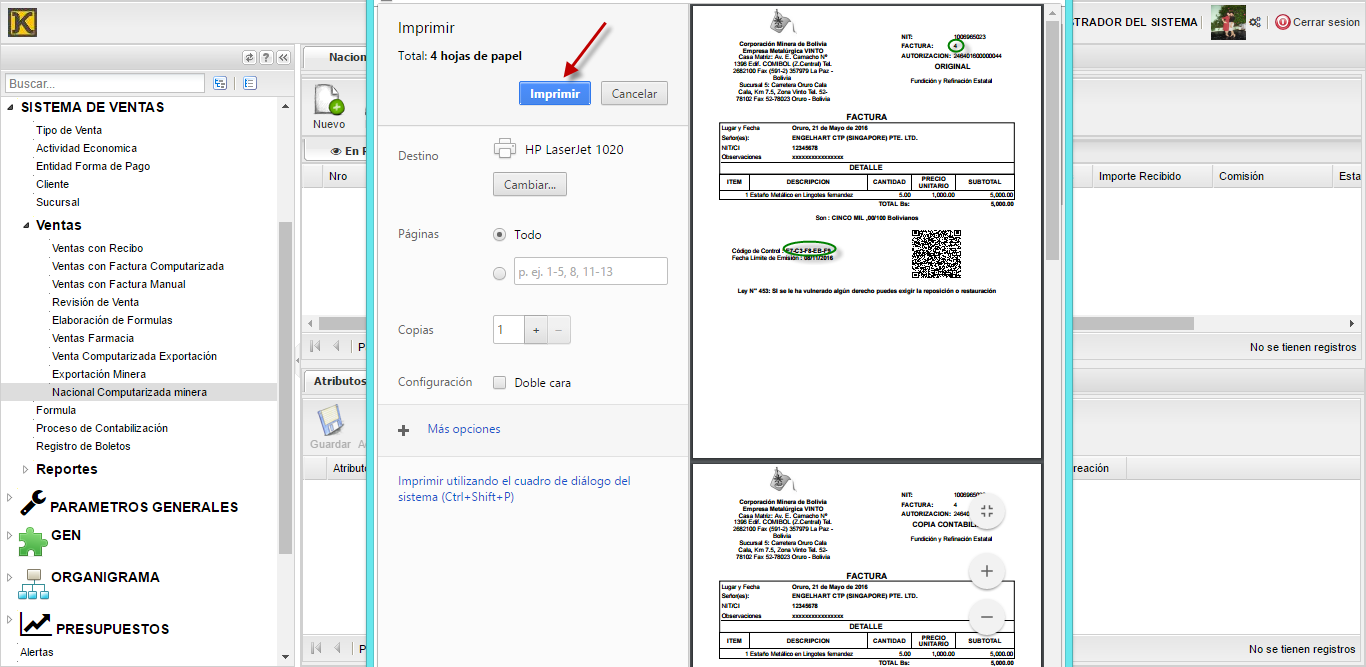 K
Buscar...
SISTEMA DE VENTAS
Tipo de Venta
Actividad Economica
Entidad Forma de Pago
Cliente
Sucursal
Ventas
Ventas con Recibo
Ventas con Factura Computarizada
Ventas con Factura Manual
Revisión de Venta
Elaboración de Formulas
Ventas Farmacia
Venta Computarizada Exportación
Exportación Minera
Nacional Computarizada minera
Formula
Proceso de Contabilización
Registro de Boletos
Reportes
PARAMETROS GENERALES
GEN
ORGANIGRAMA
PRESUPUESTOS
Alertas
Nacion
Nuevo
En P
Nro
P
Atributos
Guardar A
Atribut
P
Imprimir
Total: 4 hojas de papel
Imprimir
Cancelar
Destino
HP LaserJet 1020
Cambiar...
Páginas
Todo
p. ej. 1-5, 8, 11-13
Copias
1
+
−
Configuración
Doble cara
Más opciones
Imprimir utilizando el cuadro de diálogo del
sistema (Ctrl+Shift+P)
Corporación Minera de Bolivia
Empresa Metalúrgica VINTO
Casa Matriz: Av. E. Camacho Nº
1396 Edif. COMIBOL (Z.Central) Tel.
2682100 Fax (591-2) 357979 La Paz -
Bolivia
Sucursal 5: Carretera Oruro Cala
Cala, Km 7.5, Zona Vinto Tel. 52-
78102 Fax 52-78023 Oruro - Bolivia
NIT: 1006965023
FACTURA: 4
AUTORIZACION: 246401600000044
ORIGINAL
Fundición y Refinación Estatal
FACTURA
Lugar y Fecha Oruro, 21 de Mayo de 2016
Señor(es): ENGELHART CTP (SINGAPORE) PTE. LTD.
NIT/CI 12345678
Observaciones xxxxxxxxxxxxxxxx
DETALLE
ITEM DESCRIPCION CANTIDAD PRECIO UNITARIO SUBTOTAL
1 Estaño Metálico en Lingotes fernandez 5.00 1,000.00 5,000.00
TOTAL Bs: 5,000.00
Son : CINCO MIL ,00/100 Bolivianos
Código de Control : E7-C3-F8-EB-F8
Fecha Límite de Emisión : 08/11/2016
Ley N° 453: SI se le ha vulnerado algún derecho puedes exigir la reposición o restauración
Corporación Minera de Bolivia
Empresa Metalúrgica VINTO
Casa Matriz: Av. E. Camacho Nº
1396 Edif. COMIBOL (Z.Central) Tel.
2682100 Fax (591-2) 357979 La Paz -
Bolivia
Sucursal 5: Carretera Oruro Cala
Cala, Km 7.5, Zona Vinto Tel. 52-
78102 Fax 52-78023 Oruro - Bolivia
NIT: 1006965
FACTURA: 4
AUTORIZACION: 24640
COPIA CONTABIL
Fundición y Refinación Estatal
FACTURA
Lugar y Fecha Oruro, 21 de Mayo de 2016
Señor(es): ENGELHART CTP (SINGAPORE) PTE. LTD.
NIT/CI 12345678
Observaciones xxxxxxxxxxxxxxxx
DETALLE
ITEM DESCRIPCION CANTIDAD PRECIO UNITARIO SUBTOTAL
1 Estaño Metálico en Lingotes fernandez 5.00 1,000.00 5,000.00
TOTAL Bs: 5,000.00
STRADOR DEL SISTEMA
Cerrar sesion
Importe Recibido
Comisión
Esta
No se tienen registros
reación
No se tienen registros